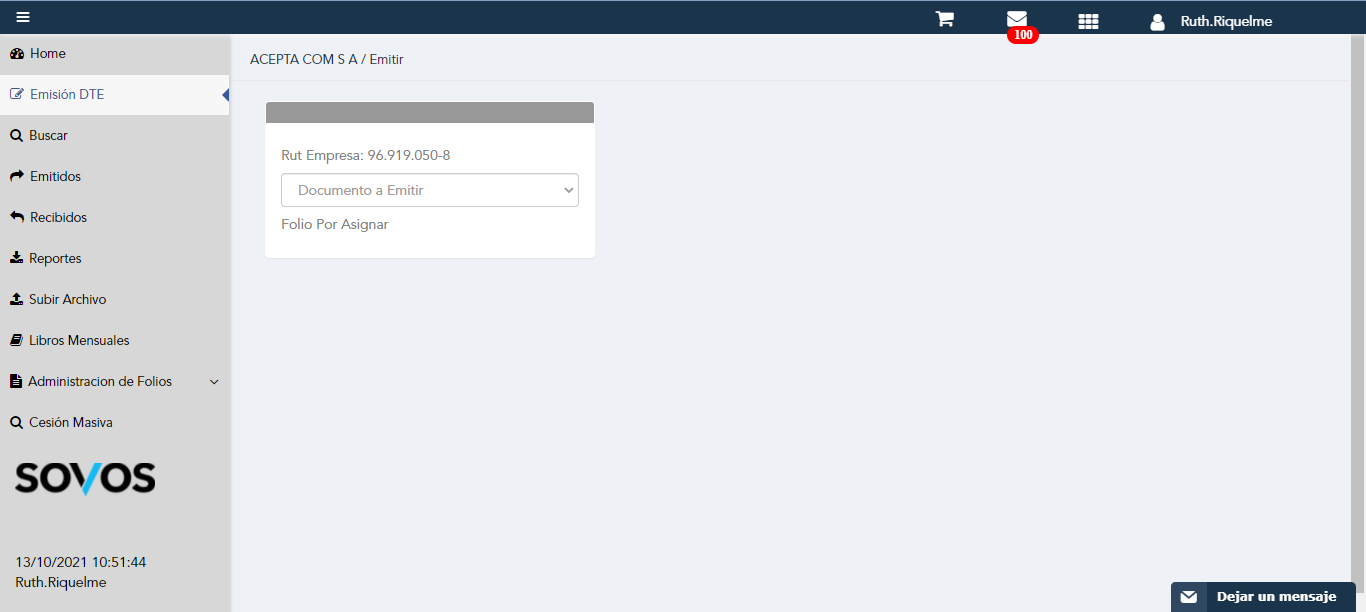 Ruth.Riquelme
100
Home
ACEPTA COM S A / Emitir
Emisión DTE
Buscar
Emitidos
Recibidos
Reportes
Subir Archivo
Libros Mensuales
Administracion de Folios
Cesión Masiva
Rut Empresa: 96.919.050-8
Documento a Emitir
Folio Por Asignar
SOVOS
13/10/2021 10:51:44
Ruth.Riquelme
Dejar un mensaje